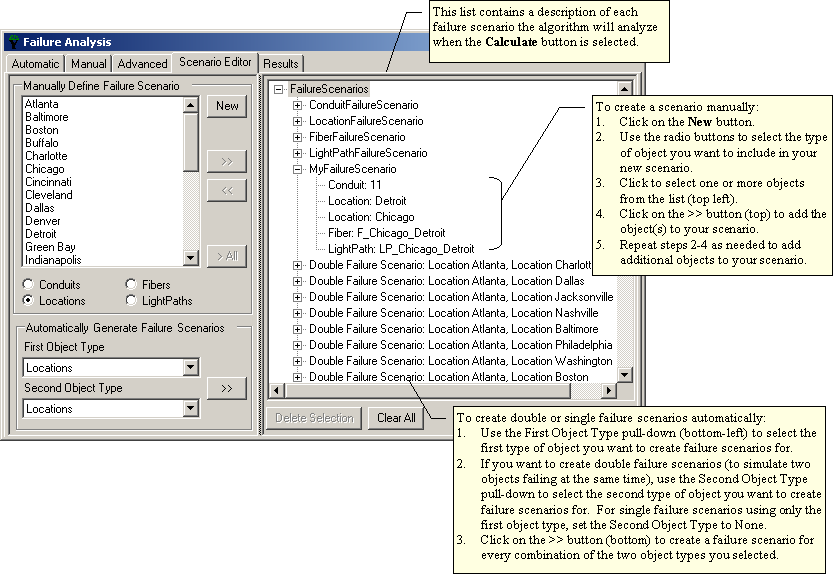 This list contains a description of each
failure scenario the algorithm will analyze
when the Calculate button is selected.
Failure Analysis
Automatic
Manual
Advanced
Scenario Editor
Results
Manually Define Failure Scenario
Atlanta
Baltimore
Boston
Buffalo
Charlotte
Chicago
Cincinnati
Cleveland
Dallas
Denver
Detroit
Green Bay
Indianapolis
New
>>
<<
> All
Conduits
Fibers
Locations
LightPaths
Automatically Generate Failure Scenarios
First Object Type
Locations
Second Object Type
Locations
>>
FailureScenarios
ConduitFailureScenario
LocationFailureScenario
FiberFailureScenario
LightPathFailureScenario
MyFailureScenario
Conduit: 11
Location: Detroit
Location: Chicago
Fiber: F_Chicago_Detroit
LightPath: LP_Chicago_Detroit
Double Failure Scenario: Location Atlanta, Location Charlott
Double Failure Scenario: Location Atlanta, Location Dallas
Double Failure Scenario: Location Atlanta, Location Jacksonville
Double Failure Scenario: Location Atlanta, Location Nashville
Double Failure Scenario: Location Atlanta, Location Baltimore
Double Failure Scenario: Location Atlanta, Location Philadelphia
Double Failure Scenario: Location Atlanta, Location Washington
Double Failure Scenario: Location Atlanta, Location Boston
Delete Selection
Clear All
To create a scenario manually:
1. Click on the New button.
2. Use the radio buttons to select the type
of object you want to include in your
new scenario.
3. Click to select one or more objects
from the list (top left).
4. Click on the >> button (top) to add the
object(s) to your scenario.
5. Repeat steps 2-4 as needed to add
additional objects to your scenario.
To create double or single failure scenarios automatically:
1. Use the First Object Type pull-down (bottom-left) to select the
first type of object you want to create failure scenarios for.
2. If you want to create double failure scenarios (to simulate two
objects failing at the same time), use the Second Object Type
pull-down to select the second type of object you want to create
failure scenarios for. For single failure scenarios using only the
first object type, set the Second Object Type to None.
3. Click on the >> button (bottom) to create a failure scenario for
every combination of the two object types you selected.